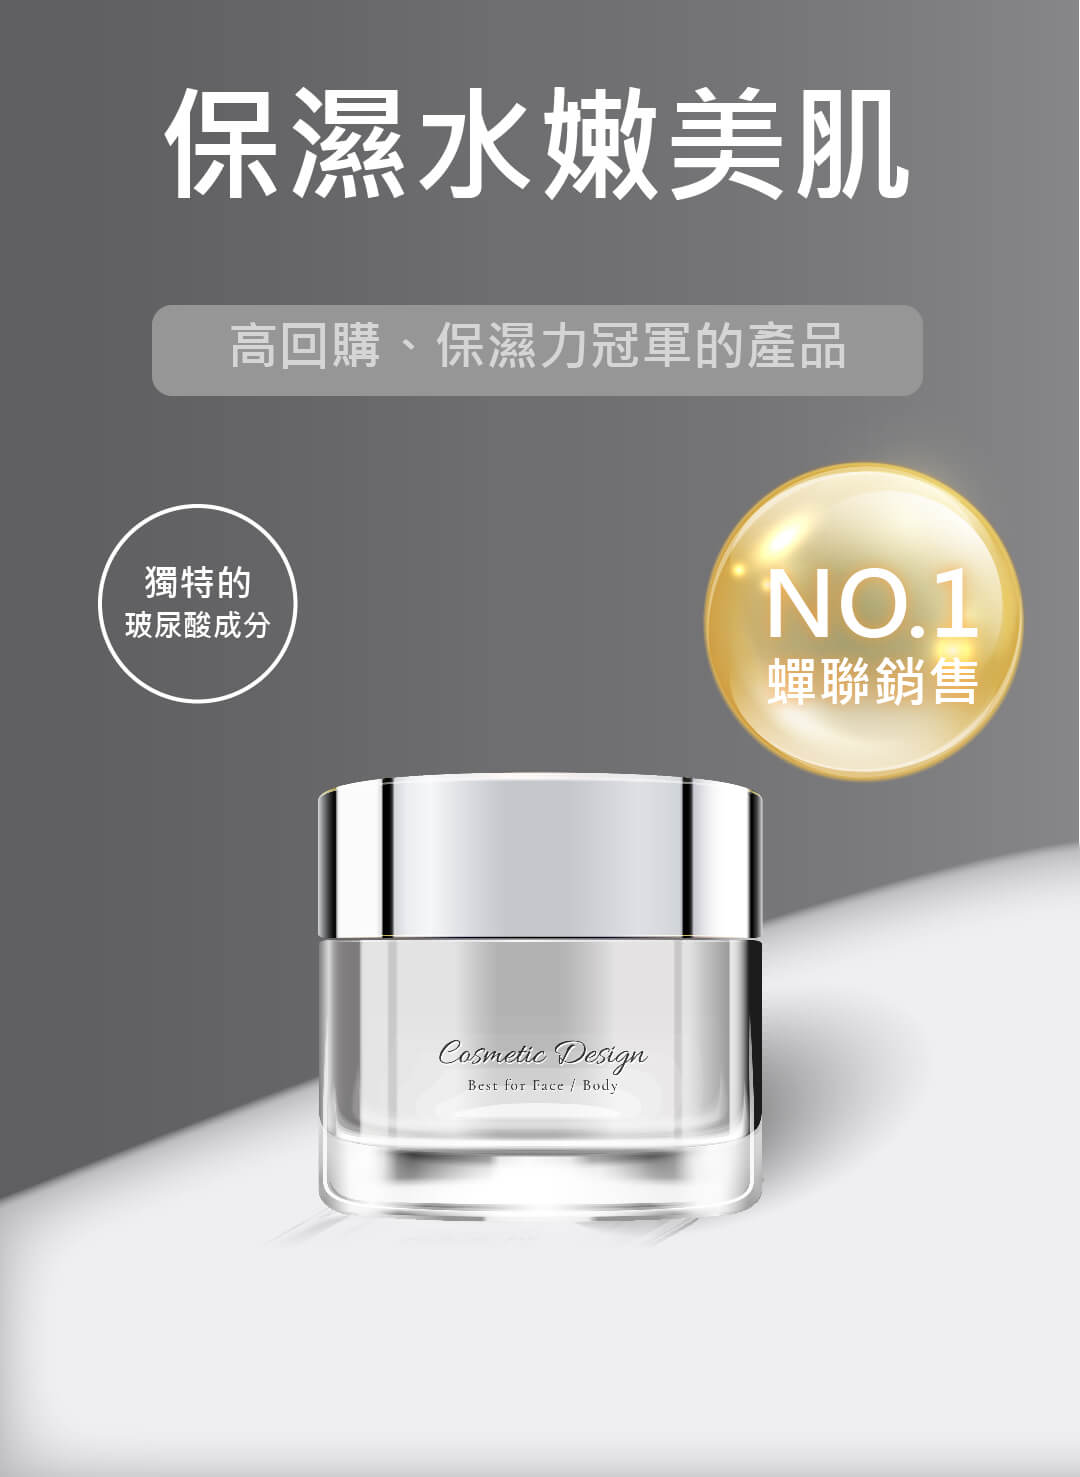 保濕水嫩美肌
高回購、保濕力冠軍的產品
獨特的
玻尿酸成分
NO.1
蟬聯銷售
Cosmetic Design
Best for Face / Body